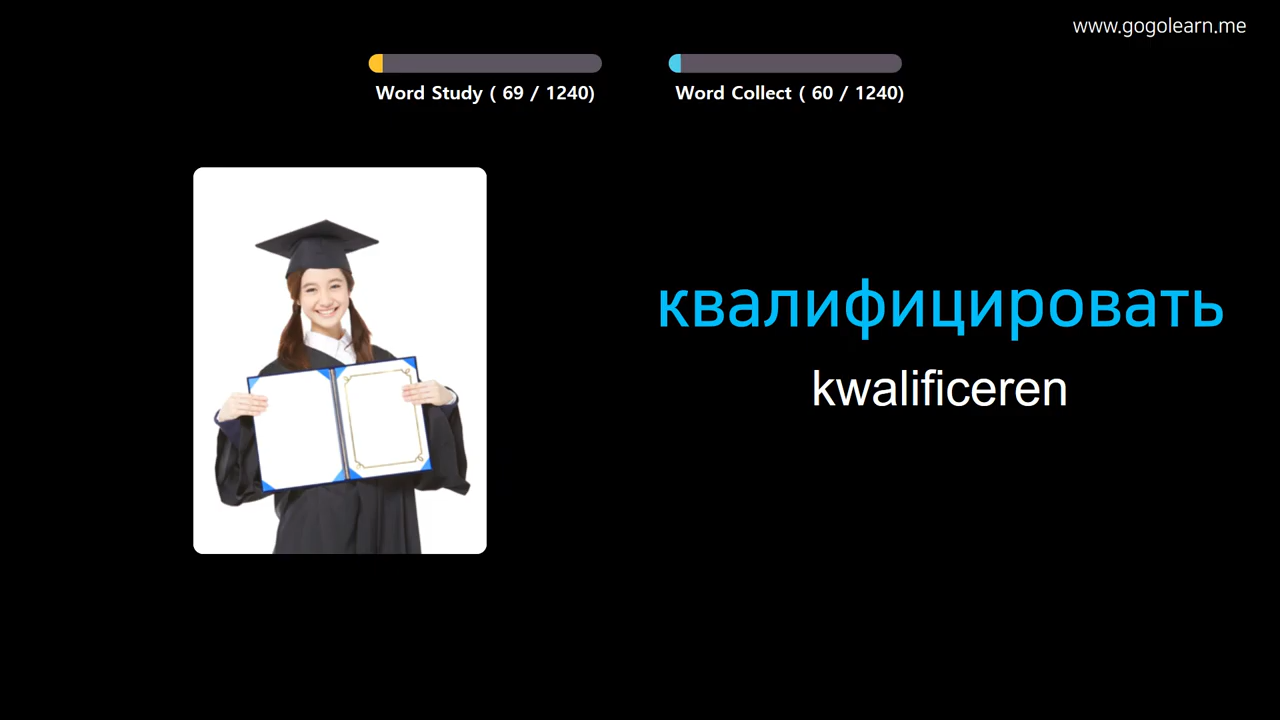 www.gogolearn.me
Word Study ( 69 / 1240)
Word Collect ( 60 / 1240)
квалифицировать
kwalificeren